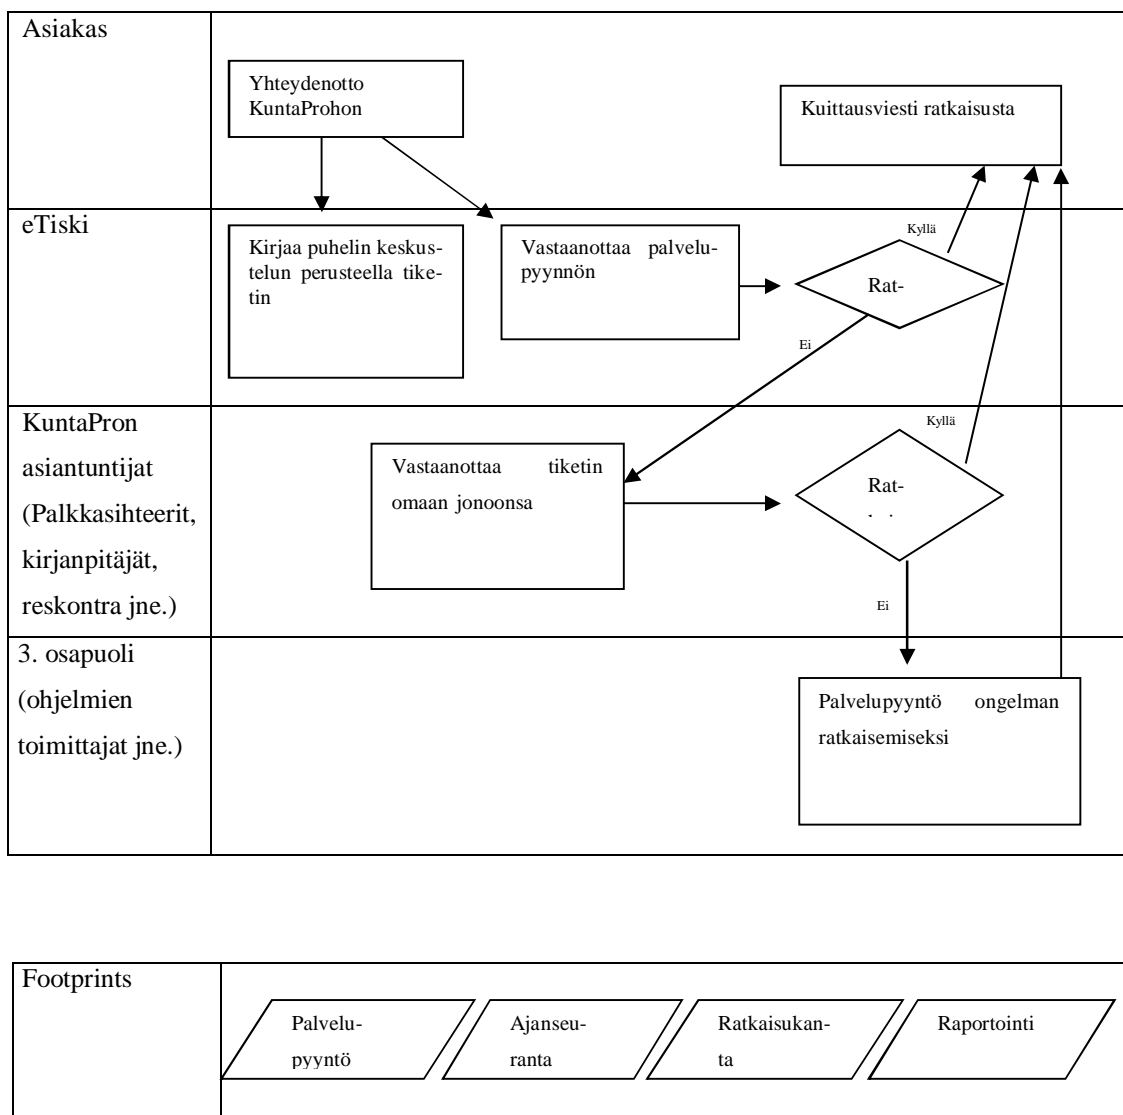 Asiakas
Yhteydenotto
KuntaProhon
Kuittausviesti ratkaisusta
eTiski
Kirjaa puhelin keskus-
telun perusteella tike-
tin
Vastaanottaa palvelu-
pyynnön
Kyllä
Rat-
Ei
KuntaPron
asiantuntijat
(Palkkasihteerit,
kirjanpitäjät,
reskontra jne.)
Vastaanottaa tiketin
omaan jonoonsa
Kyllä
Rat-
Ei
3. osapuoli
(ohjelmien
toimittajat jne.)
Palvelupyyntö ongelman
ratkaisemiseksi
Footprints
Palvelu-
pyyntö
Ajanseu-
ranta
Ratkaisukan-
ta
Raportointi